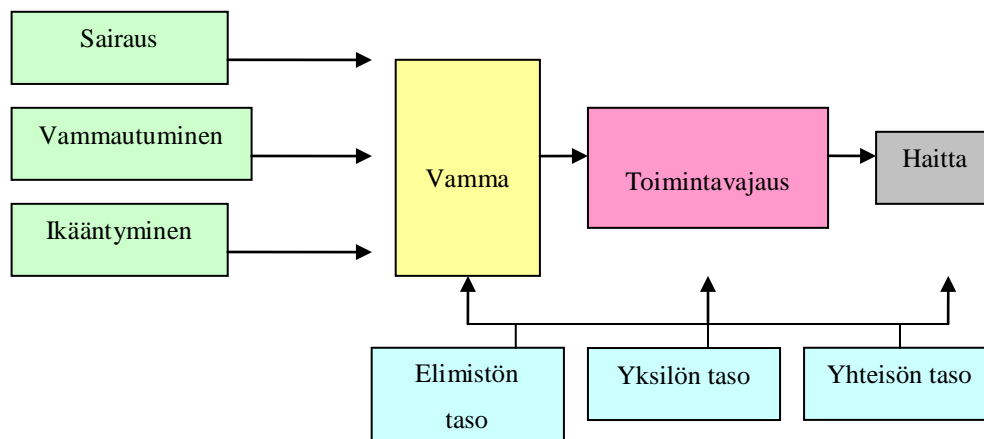 Sairaus
Vammautuminen
Ikääntyminen
Vamma
Toimintavajaus
Haitta
Elimistön
taso
Yksilön taso
Yhteisön taso